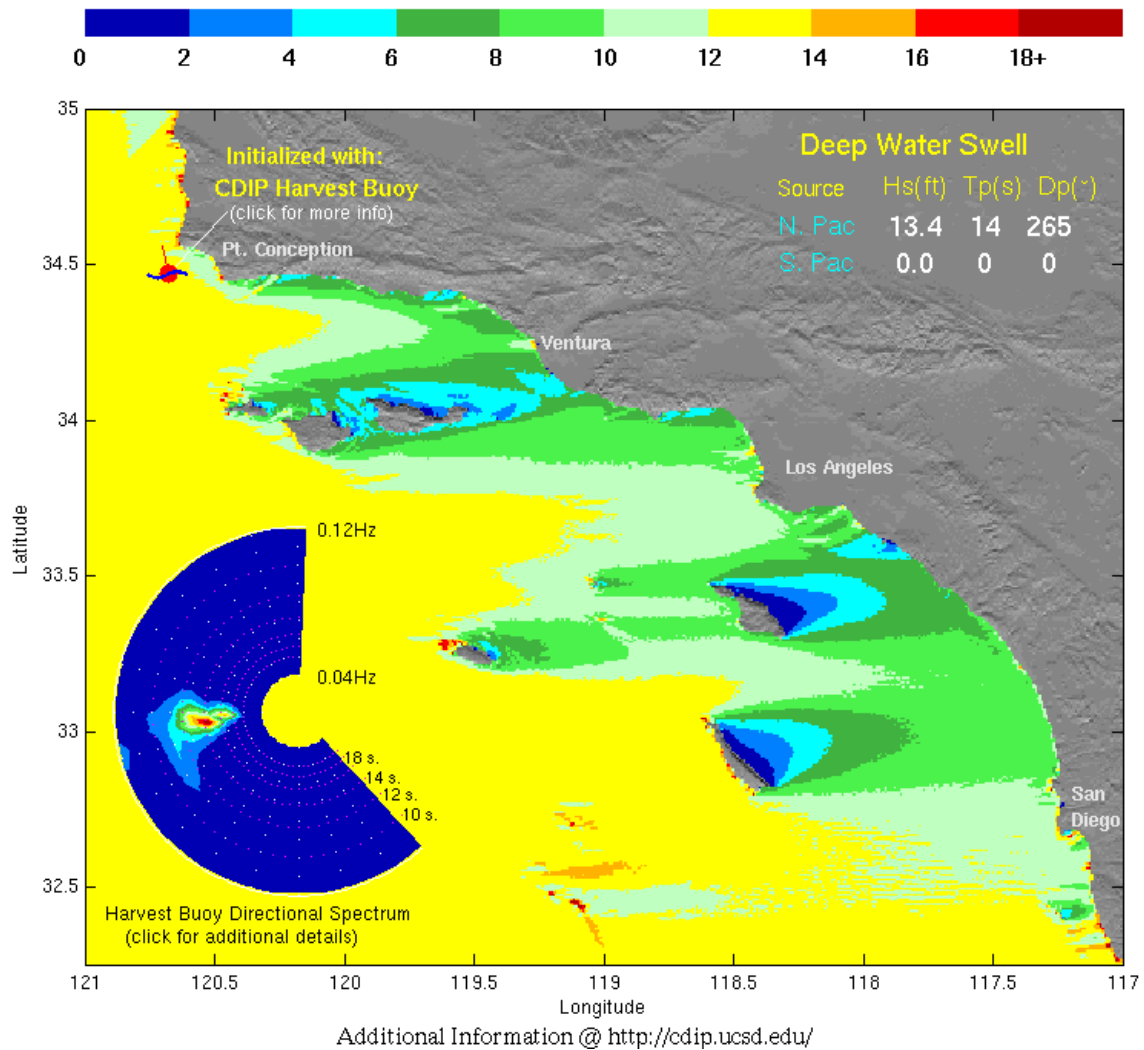 0 2 4 6 8 10 12 14 16 18+
35
34.5
34
33.5
33
32.5
Latitude
Initialized with:
CDIP Harvest Buoy
(click for more info)
Pt. Conception
Deep Water Swell
Source Hs(ft) Tp(s) Dp(˜)
N. Pac 13.4 14 265
S. Pac 0.0 0 0
Ventura
Los Angeles
San
Diego
0.12Hz
0.04Hz
18 s.
14 s.
12 s.
10 s.
Harvest Buoy Directional Spectrum
(click for additional details)
121 120.5 120 119.5 119 118.5 118 117.5 117
Longitude
Additional Information @ http://cdip.ucsd.edu/